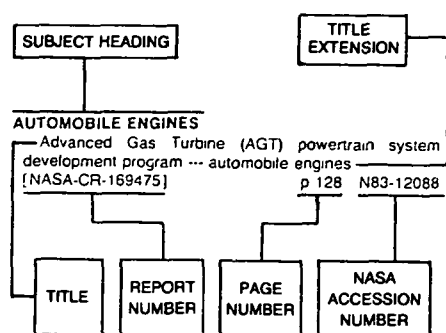 SUBJECT HEADING
TITLE
EXTENSION
AUTOMOBILE ENGINES
Advanced Gas Turbine (AGT) powertrain system
development program --- automobile engines
[NASA-CR-169475] p 128 N83-12088
TITLE
REPORT
NUMBER
PAGE
NUMBER
NASA
ACCESSION
NUMBER